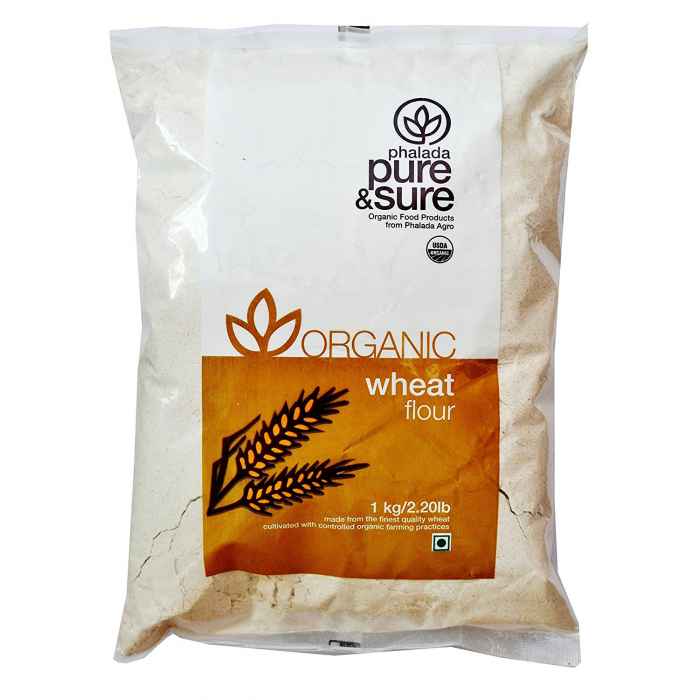 phalada
pure
&sure
Organic Food Products
from Phalada Agro
USDA
ORGANIC
ORGANIC
wheat
flour
1 kg/2.20lb
made from the finest quality wheat
cultivated with controlled organic farming practices